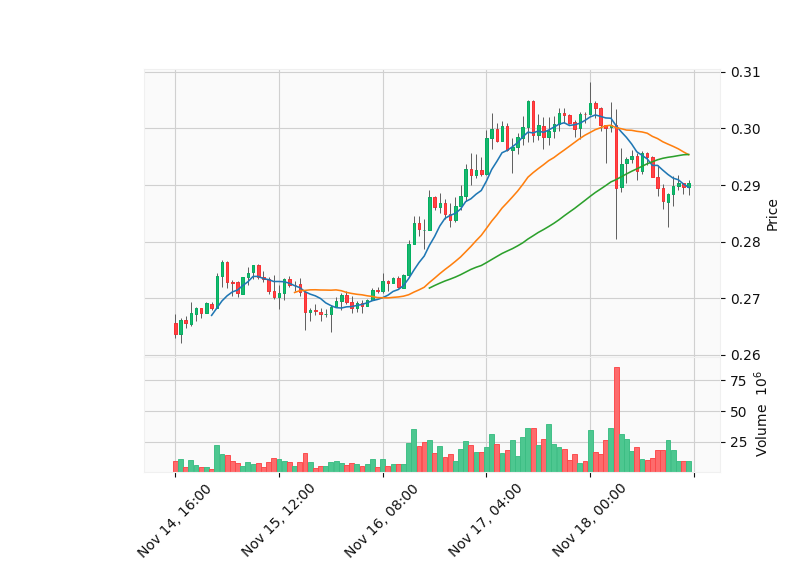 0.31
0.30
0.29
0.28
0.27
0.26
Price
75
50
25
Volume 10^6
Nov 14, 16:00
Nov 15, 12:00
Nov 16, 08:00
Nov 17, 04:00
Nov 18, 00:00